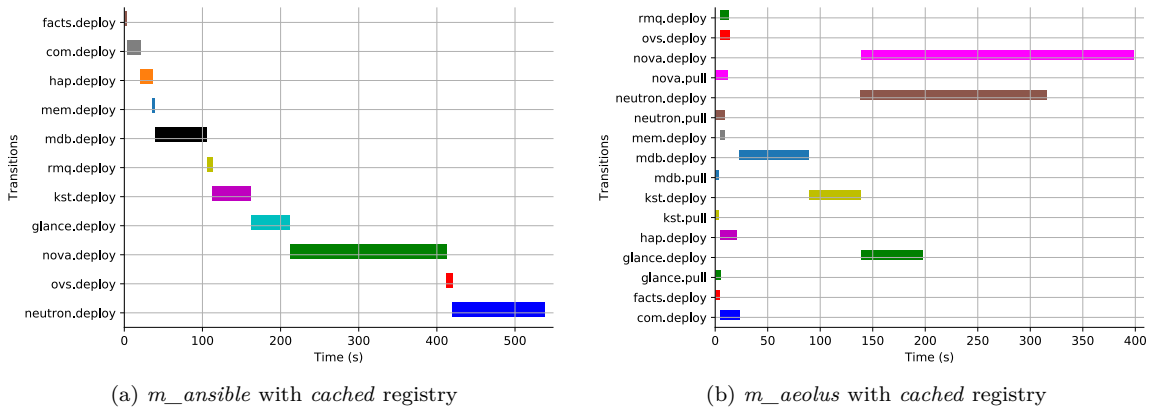 facts.deploy
com.deploy
hap.deploy
mem.deploy
mdb.deploy
rmq.deploy
kst.deploy
glance.deploy
nova.deploy
ovs.deploy
neutron.deploy
Transitions
0 100 200 300 400 500
Time (s)
(a) m_ansible with cached registry
rmq.deploy
ovs.deploy
nova.deploy
nova.pull
neutron.deploy
neutron.pull
mem.deploy
mdb.deploy
mdb.pull
kst.deploy
kst.pull
hap.deploy
glance.deploy
glance.pull
facts.deploy
com.deploy
Transitions
0 50 100 150 200 250 300 350 400
Time (s)
(b) m_aeolus with cached registry